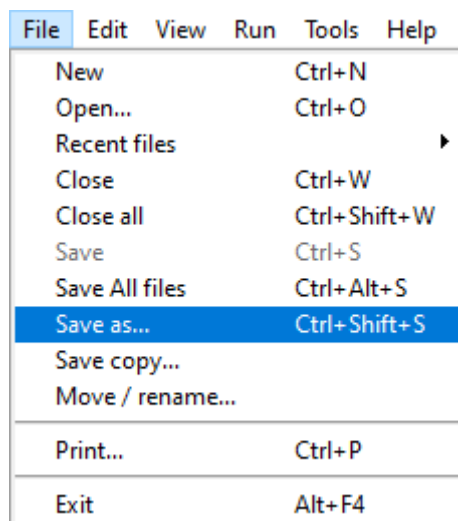 File Edit View Run Tools Help
New Ctrl+N
Open... Ctrl+O
Recent files
Close Ctrl+W
Close all Ctrl+Shift+W
Save Ctrl+S
Save All files Ctrl+Alt+S
Save as... Ctrl+Shift+S
Save copy...
Move / rename...
Print... Ctrl+P
Exit Alt+F4